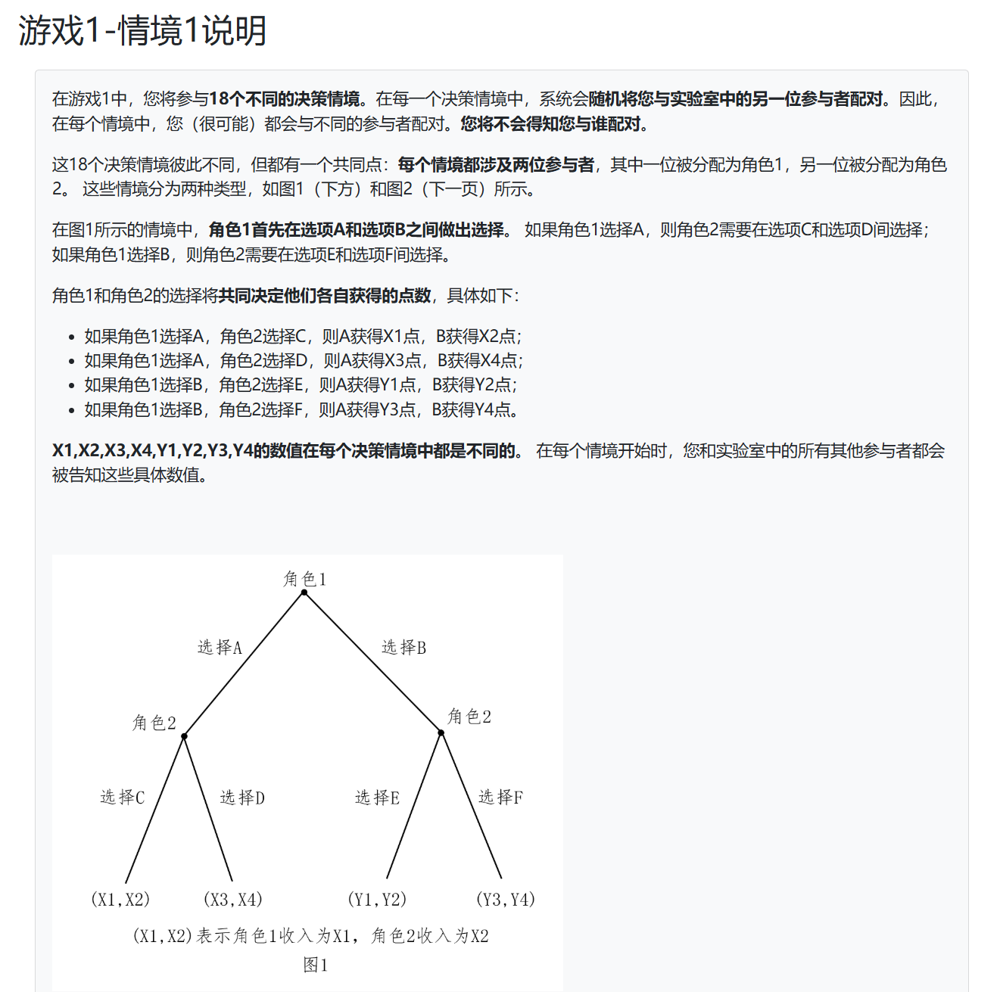 游戏1-情境1说明
在游戏1中，您将参与18个不同的决策情境。在每一个决策情境中，系统会随机将您与实验室中的另一位参与者配对。因此，
在每个情境中，您（很可能）都会与不同的参与者配对。您将不会得知您与谁配对。
这18个决策情境彼此不同，但都有一个共同点：每个情境都涉及两位参与者，其中一位被分配为角色1，另一位被分配为角色
2。 这些情境分为两种类型，如图1（下方）和图2（下一页）所示。
在图1所示的情境中，角色1首先在选项A和选项B之间做出选择。 如果角色1选择A，则角色2需要在选项C和选项D间选择；
如果角色1选择B，则角色2需要在选项E和选项F间选择。
角色1和角色2的选择将共同决定他们各自获得的点数，具体如下：
• 如果角色1选择A，角色2选择C，则A获得X1点，B获得X2点；
• 如果角色1选择A，角色2选择D，则A获得X3点，B获得X4点；
• 如果角色1选择B，角色2选择E，则A获得Y1点，B获得Y2点；
• 如果角色1选择B，角色2选择F，则A获得Y3点，B获得Y4点。
X1,X2,X3,X4,Y1,Y2,Y3,Y4的数值在每个决策情境中都是不同的。 在每个情境开始时，您和实验室中的所有其他参与者都会
被告知这些具体数值。
角色1
选择A 选择B
角色2 角色2
选择C 选择D 选择E 选择F
(X1,X2) (X3,X4) (Y1,Y2) (Y3,Y4)
(X1,X2)表示角色1收入为X1，角色2收入为X2
图1